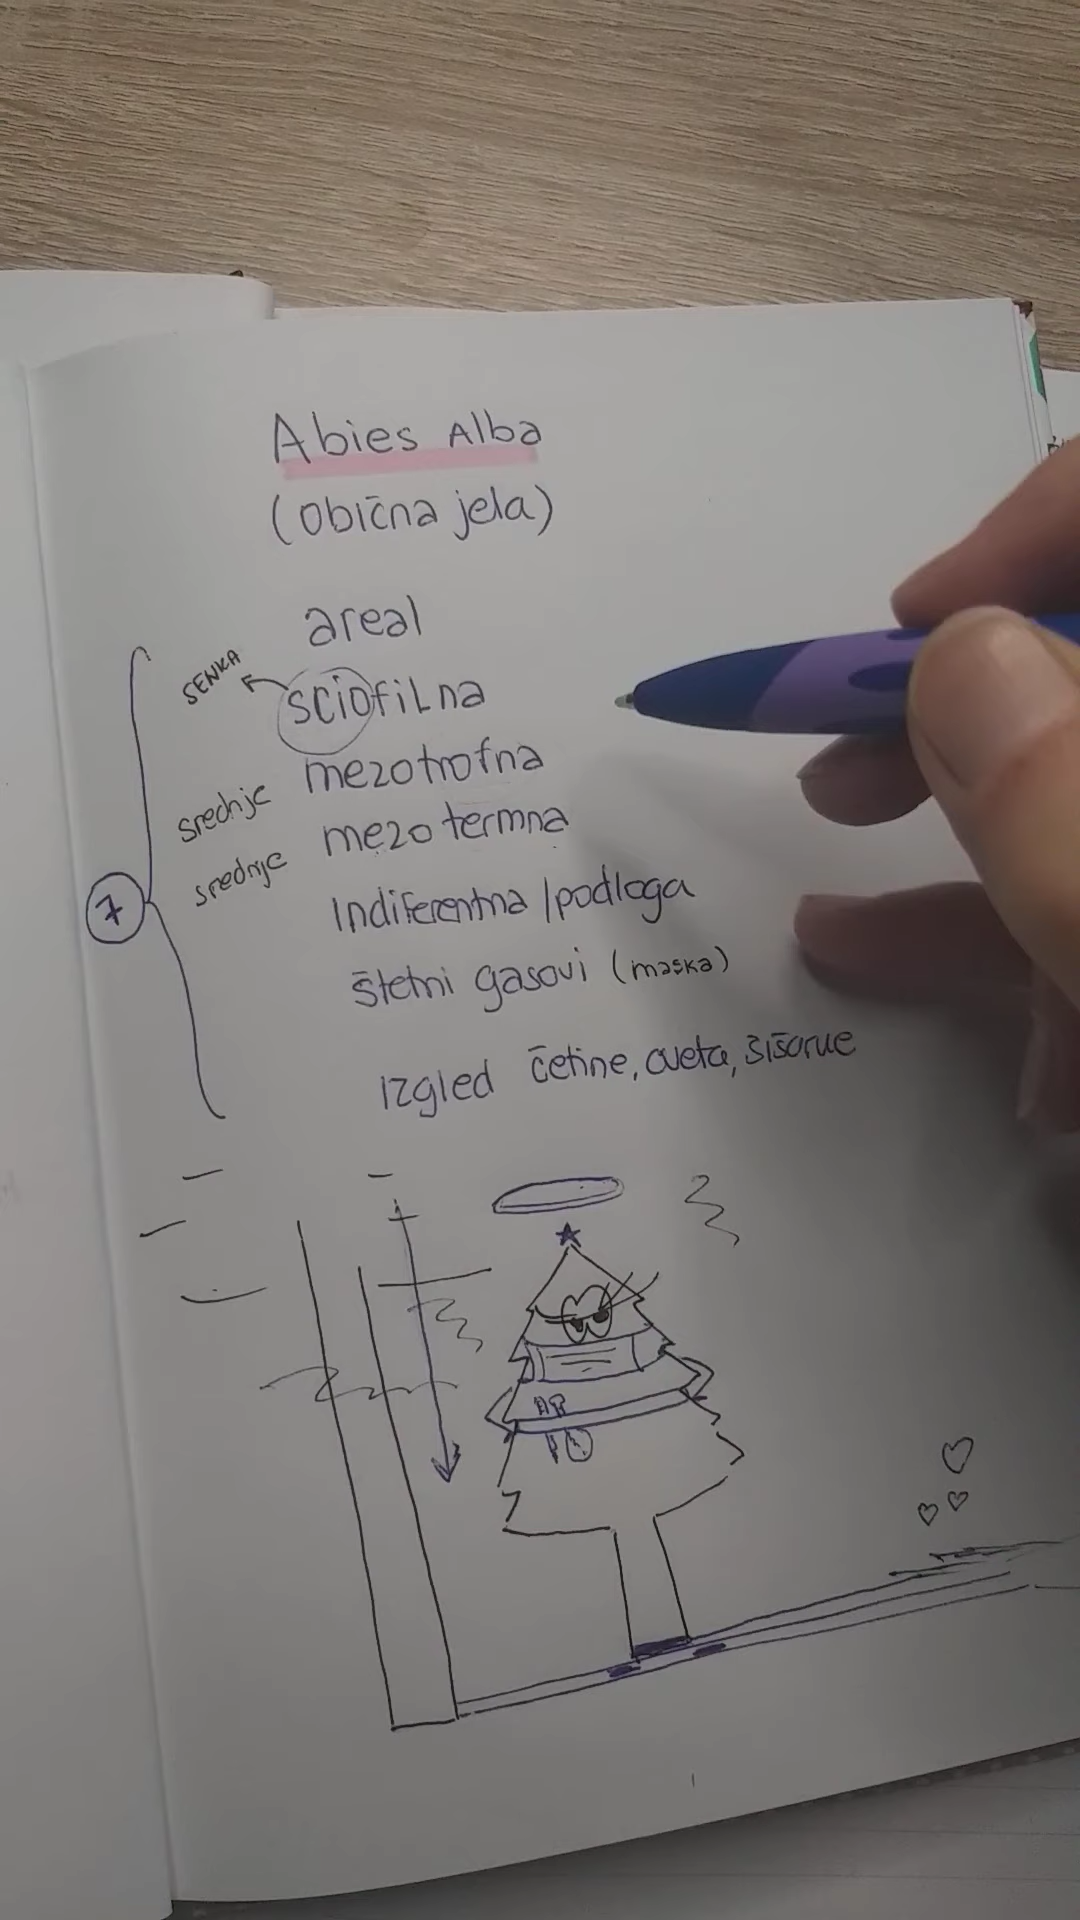 Abies Alba
(obična jela)
areal
SENKA
sciofilna
srednje mezotrofna
srednje mezo termna
7
Indiferentna /podloga
štetni gasovi (maska)
Izgled četine, cveta, šišarue